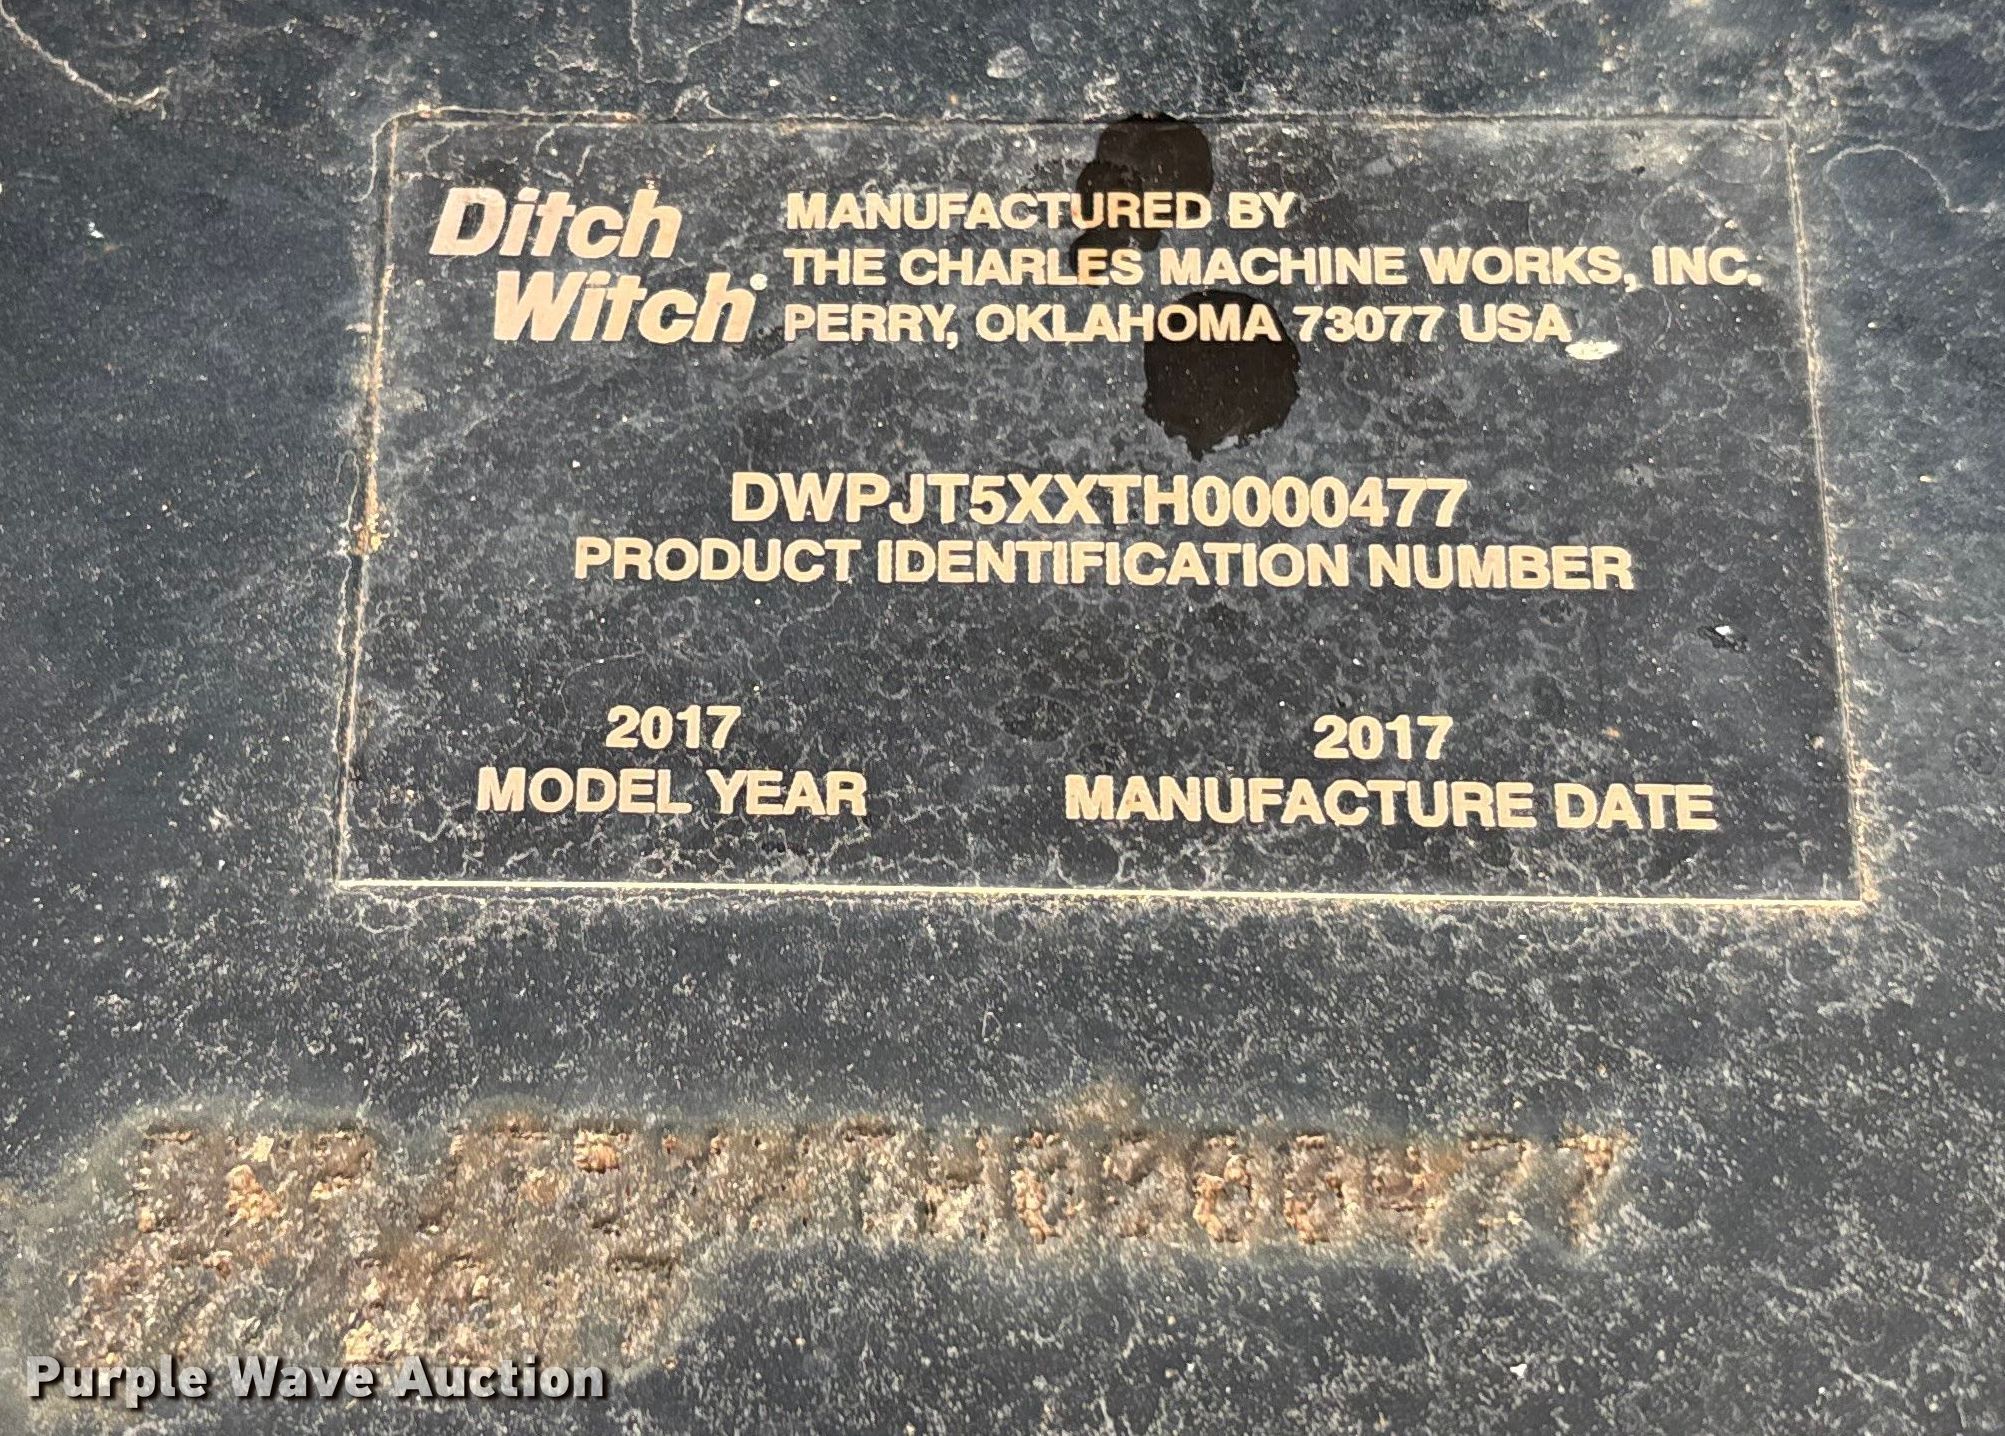 Ditch Witch®
MANUFACTURED BY
THE CHARLES MACHINE WORKS, INC.
PERRY, OKLAHOMA 73077 USA
DWPJT5XXTH0000477
PRODUCT IDENTIFICATION NUMBER
2017
MODEL YEAR
2017
MANUFACTURE DATE
Purple Wave Auction